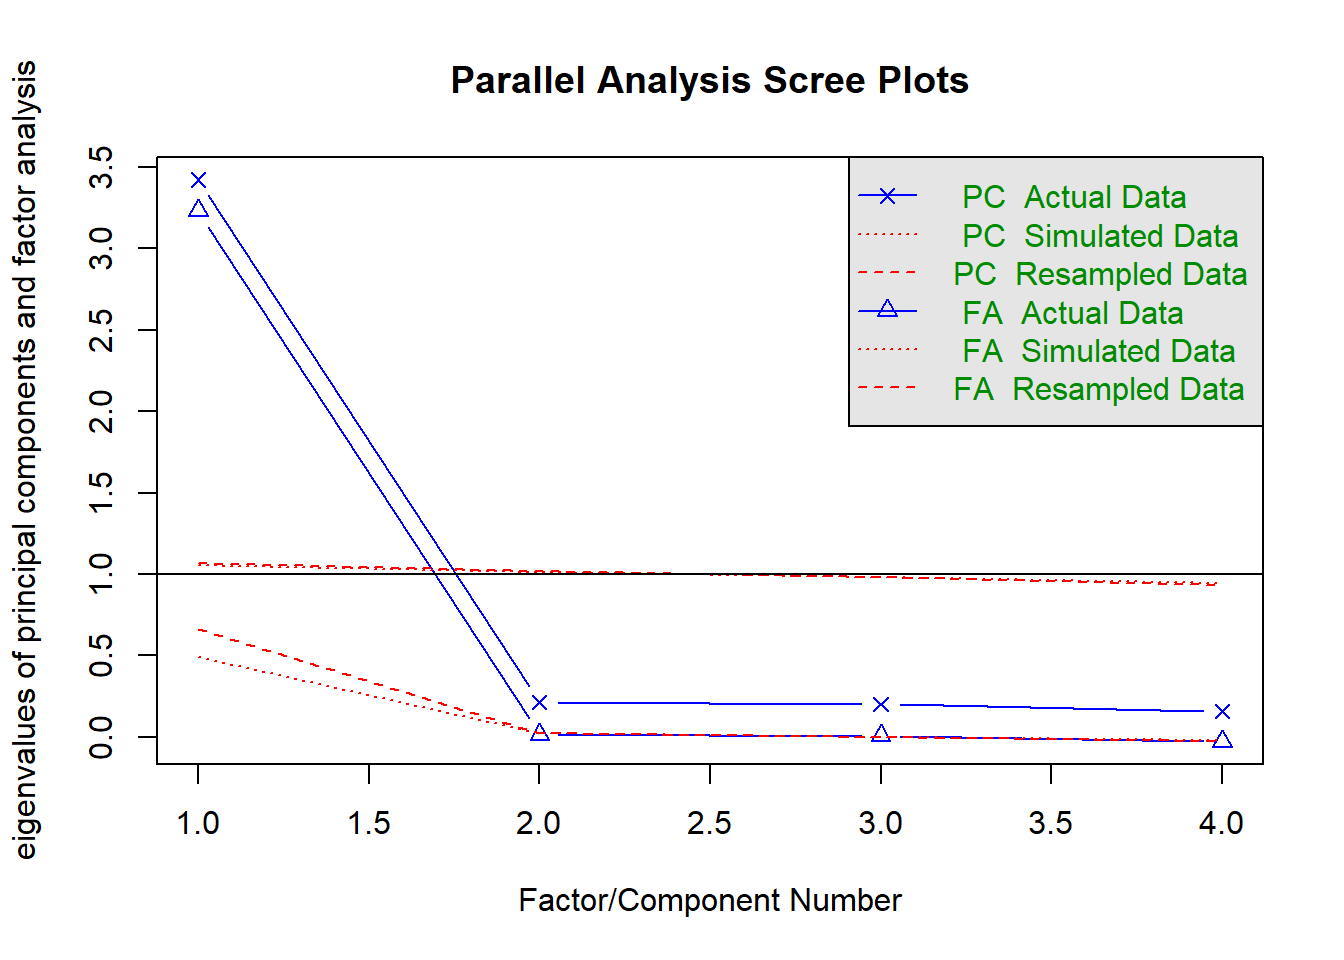 Parallel Analysis Scree Plots
eigenvalues of principal components and factor analysis
3.5
3.0
2.5
2.0
1.5
1.0
0.5
0.0
PC Actual Data
PC Simulated Data
PC Resampled Data
FA Actual Data
FA Simulated Data
FA Resampled Data
1.0 1.5 2.0 2.5 3.0 3.5 4.0
Factor/Component Number